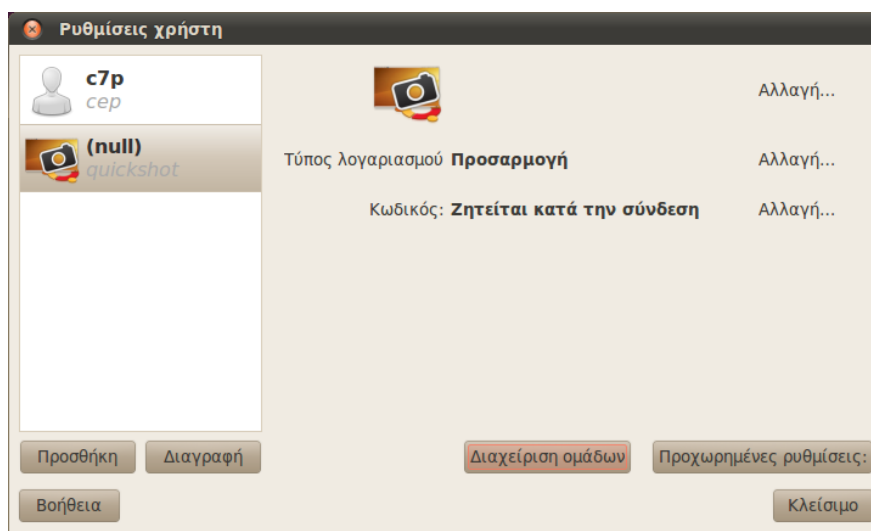 Ρυθμίσεις χρήστη
c7p
cep
(null)
quickshot
Αλλαγή...
Τύπος λογαριασμού Προσαρμογή Αλλαγή...
Κωδικός: Ζητείται κατά την σύνδεση Αλλαγή...
Προσθήκη Διαγραφή Διαχείριση ομάδων Προχωρημένες ρυθμίσεις:
Βοήθεια Κλείσιμο